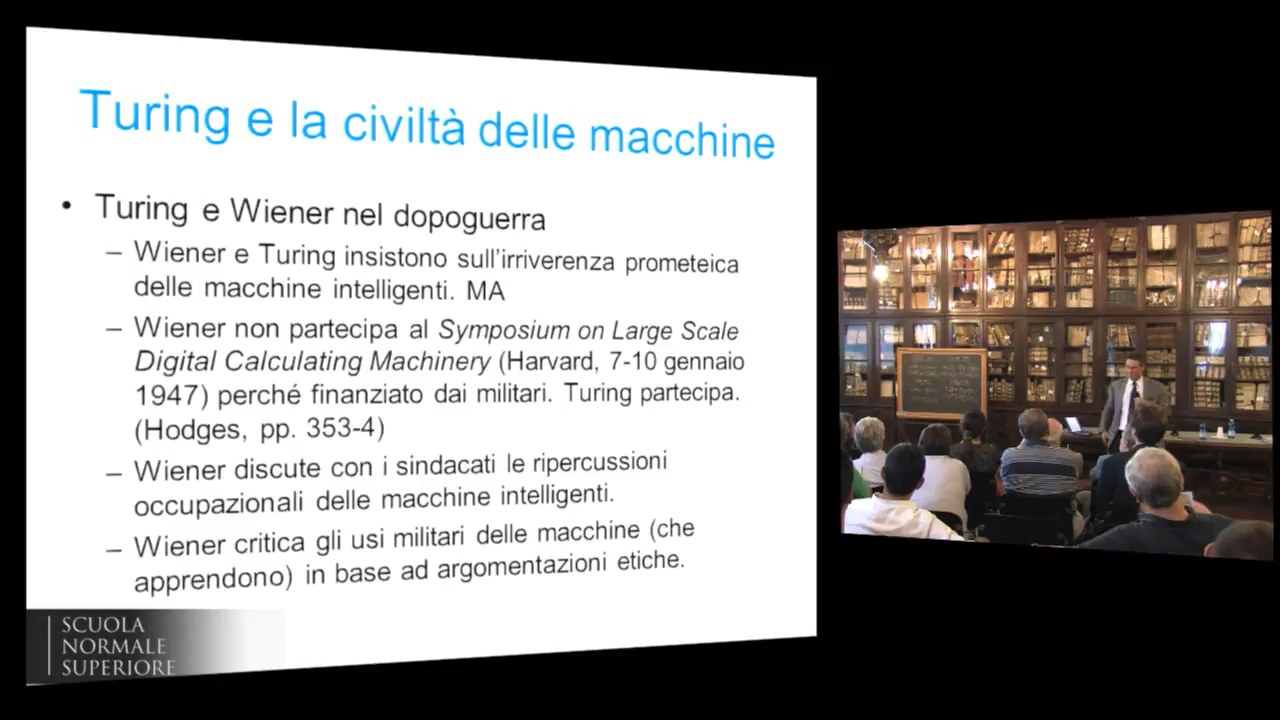 Turing e la civiltà delle macchine
• Turing e Wiener nel dopoguerra
– Wiener e Turing insistono sull'irriverenza prometeica
delle macchine intelligenti. MA
– Wiener non partecipa al Symposium on Large Scale
Digital Calculating Machinery (Harvard, 7-10 gennaio
1947) perché finanziato dai militari. Turing partecipa.
(Hodges, pp. 353-4)
– Wiener discute con i sindacati le ripercussioni
occupazionali delle macchine intelligenti.
– Wiener critica gli usi militari delle macchine (che
apprendono) in base ad argomentazioni etiche.
SCUOLA
NORMALE
SUPERIORE